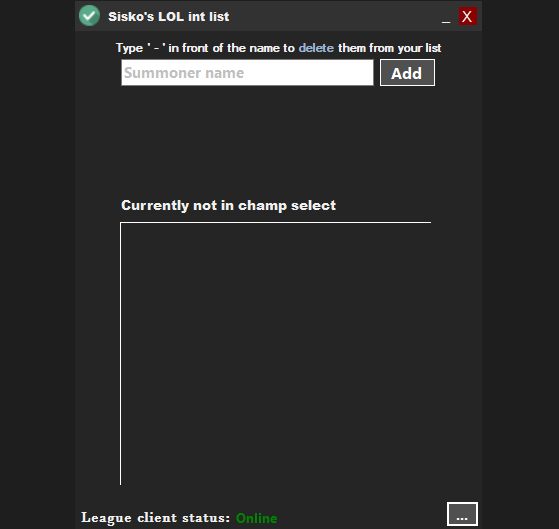 Sisko's LOL int list
_ X
Type ' - ' in front of the name to delete them from your list
Summoner name Add
Currently not in champ select
League client status: Online
...